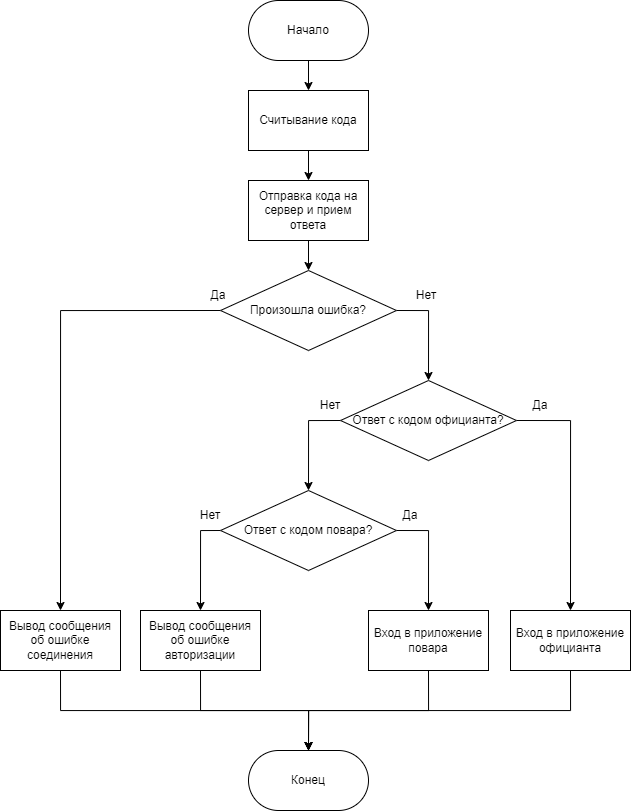 Начало
Считывание кода
Отправка кода на
сервер и прием
ответа
Да
Произошла ошибка?
Нет
Нет
Ответ с кодом официанта?
Да
Нет
Ответ с кодом повара?
Да
Вывод сообщения
об ошибке
соединения
Вывод сообщения
об ошибке
авторизации
Вход в приложение
повара
Вход в приложение
официанта
Конец